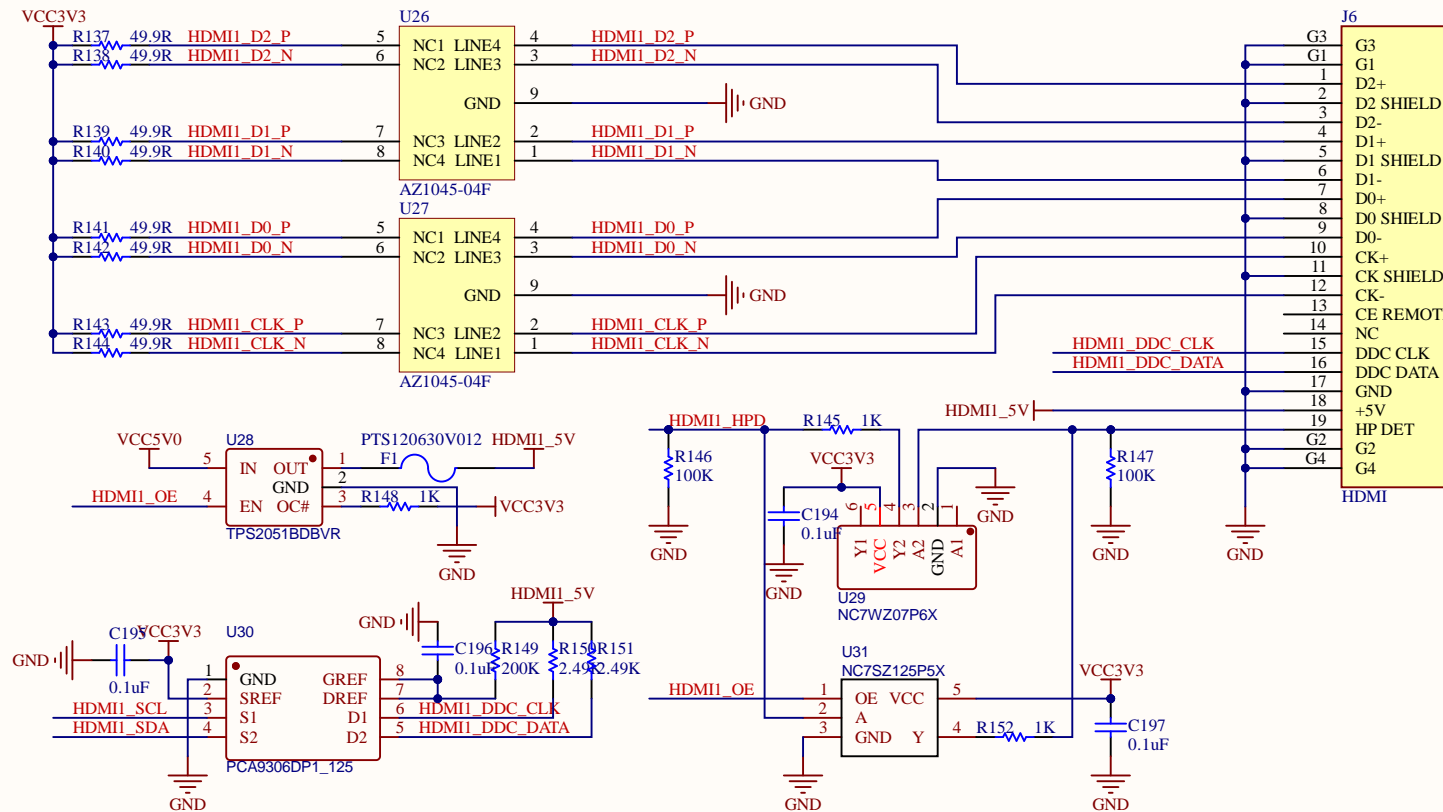 VCC3V3
U26
J6
R137 49.9R HDMI1_D2_P 5 NC1 LINE4 4 HDMI1_D2_P
R138 49.9R HDMI1_D2_N 6 NC2 LINE3 3 HDMI1_D2_N
GND 9 GND
R139 49.9R HDMI1_D1_P 7 NC3 LINE2 2 HDMI1_D1_P
R140 49.9R HDMI1_D1_N 8 NC4 LINE1 1 HDMI1_D1_N
AZ1045-04F
U27
R141 49.9R HDMI1_D0_P 5 NC1 LINE4 4 HDMI1_D0_P
R142 49.9R HDMI1_D0_N 6 NC2 LINE3 3 HDMI1_D0_N
GND 9 GND
R143 49.9R HDMI1_CLK_P 7 NC3 LINE2 2 HDMI1_CLK_P
R144 49.9R HDMI1_CLK_N 8 NC4 LINE1 1 HDMI1_CLK_N
AZ1045-04F
G3 G3
G1 G1
1 D2+
2 D2 SHIELD
3 D2-
4 D1+
5 D1 SHIELD
6 D1-
7 D0+
8 D0 SHIELD
9 D0-
10 CK+
11 CK SHIELD
12 CK-
13 CE REMOT
14 NC
HDMI1_DDC_CLK 15 DDC CLK
HDMI1_DDC_DATA 16 DDC DATA
17 GND
HDMI1_5V 18 +5V
19 HP DET
G2 G2
G4 G4
HDMI
GND
VCC5V0
U28
PTS120630V012
HDMI1_5V
5 IN OUT 1 F1
GND 2
HDMI1_OE 4 EN OC# 3 R148 1K VCC3V3
TPS2051BDBVR
GND
HDMI1_HPD R145 1K
R146
100K
GND
VCC3V3
C194
0.1uF
GND
6 5 4 3 2 1
Y1 VCC Y2 A2 GND A1
GND
U29
NC7WZ07P6X
R147
100K
GND
C195 VCC3V3
GND
0.1uF
U30
GND
C196
0.1uF
HDMI1_5V
R149
200K
R150
2.49K
R151
2.49K
1 GND GREF 8
2 SREF DREF 7
HDMI1_SCL 3 S1 D1 6 HDMI1_DDC_CLK
HDMI1_SDA 4 S2 D2 5 HDMI1_DDC_DATA
PCA9306DP1_125
GND
U31
NC7SZ125P5X
VCC3V3
HDMI1_OE 1 OE VCC 5
2 A
3 GND Y 4 R152 1K
C197
0.1uF
GND
GND